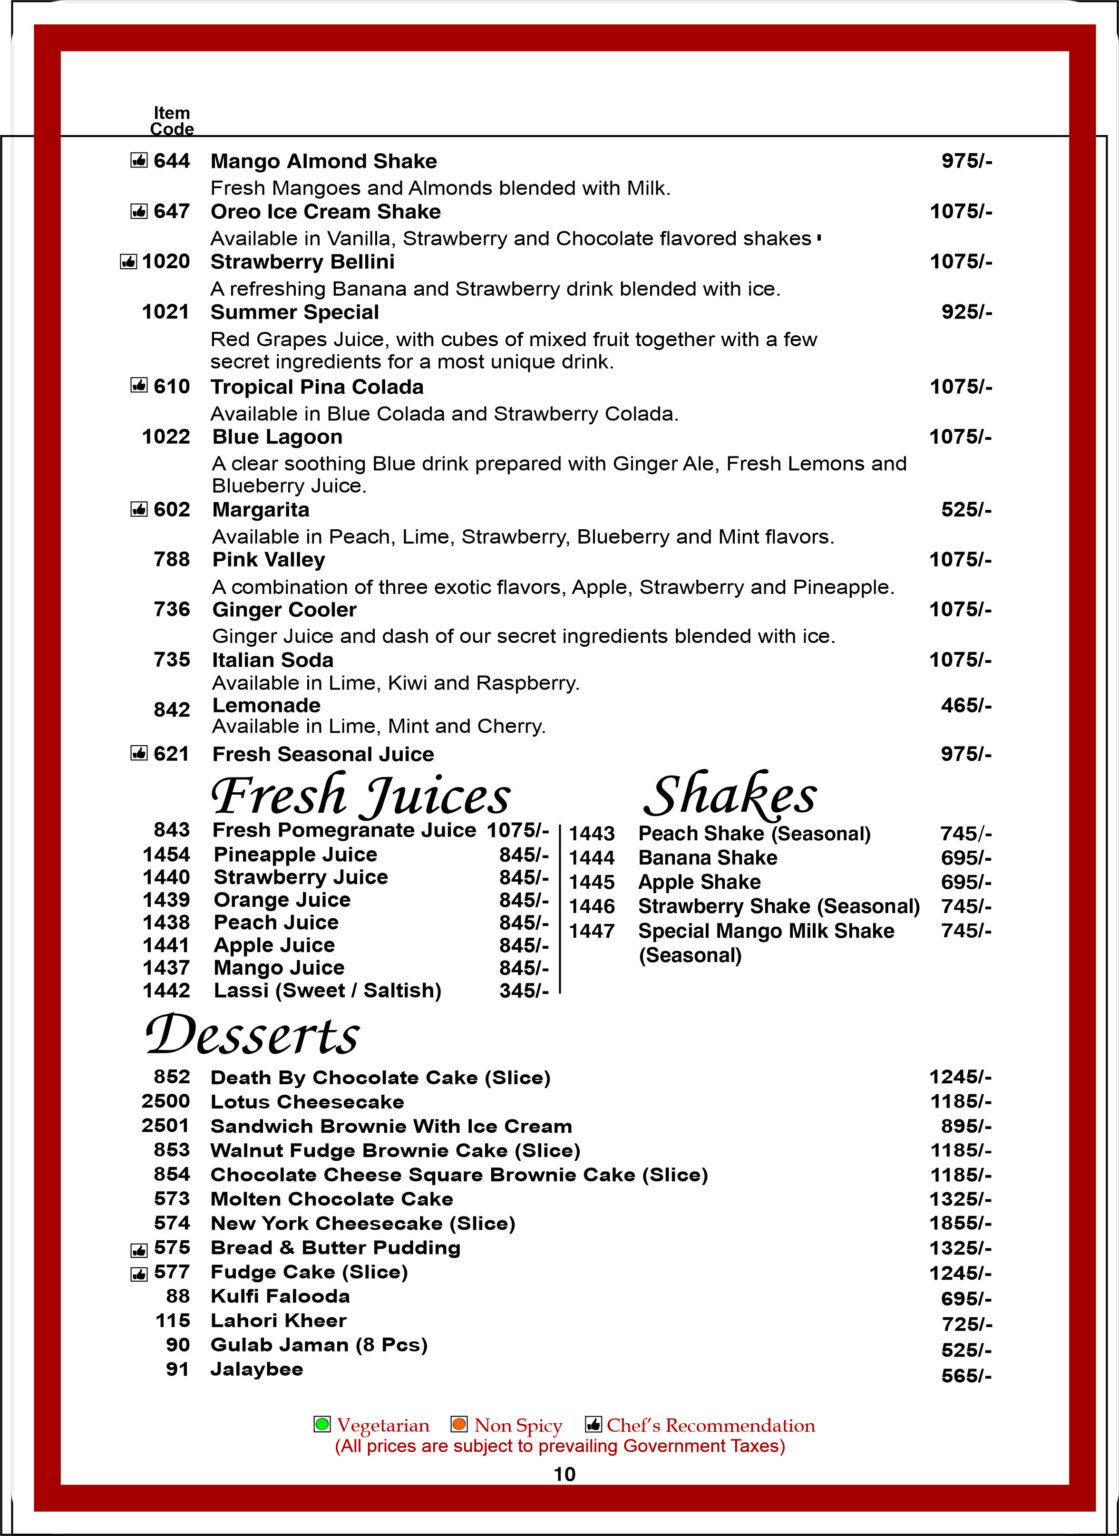 Item
Code
644 Mango Almond Shake 975/-
Fresh Mangoes and Almonds blended with Milk.
647 Oreo Ice Cream Shake 1075/-
Available in Vanilla, Strawberry and Chocolate flavored shakes
1020 Strawberry Bellini 1075/-
A refreshing Banana and Strawberry drink blended with ice.
1021 Summer Special 925/-
Red Grapes Juice, with cubes of mixed fruit together with a few
secret ingredients for a most unique drink.
610 Tropical Pina Colada 1075/-
Available in Blue Colada and Strawberry Colada.
1022 Blue Lagoon 1075/-
A clear soothing Blue drink prepared with Ginger Ale, Fresh Lemons and
Blueberry Juice.
602 Margarita 525/-
Available in Peach, Lime, Strawberry, Blueberry and Mint flavors.
788 Pink Valley 1075/-
A combination of three exotic flavors, Apple, Strawberry and Pineapple.
736 Ginger Cooler 1075/-
Ginger Juice and dash of our secret ingredients blended with ice.
735 Italian Soda 1075/-
Available in Lime, Kiwi and Raspberry.
842 Lemonade 465/-
Available in Lime, Mint and Cherry.
621 Fresh Seasonal Juice 975/-
Fresh Juices
843 Fresh Pomegranate Juice 1075/-
1454 Pineapple Juice 845/-
1440 Strawberry Juice 845/-
1439 Orange Juice 845/-
1438 Peach Juice 845/-
1441 Apple Juice 845/-
1437 Mango Juice 845/-
1442 Lassi (Sweet / Saltish) 345/-
Shakes
1443 Peach Shake (Seasonal) 745/-
1444 Banana Shake 695/-
1445 Apple Shake 695/-
1446 Strawberry Shake (Seasonal) 745/-
1447 Special Mango Milk Shake 745/-
(Seasonal)
Desserts
852 Death By Chocolate Cake (Slice) 1245/-
2500 Lotus Cheesecake 1185/-
2501 Sandwich Brownie With Ice Cream 895/-
853 Walnut Fudge Brownie Cake (Slice) 1185/-
854 Chocolate Cheese Square Brownie Cake (Slice) 1185/-
573 Molten Chocolate Cake 1325/-
574 New York Cheesecake (Slice) 1855/-
575 Bread & Butter Pudding 1325/-
577 Fudge Cake (Slice) 1245/-
88 Kulfi Falooda 695/-
115 Lahori Kheer 725/-
90 Gulab Jaman (8 Pcs) 525/-
91 Jalaybee 565/-
Vegetarian Non Spicy Chef's Recommendation
(All prices are subject to prevailing Government Taxes)
10